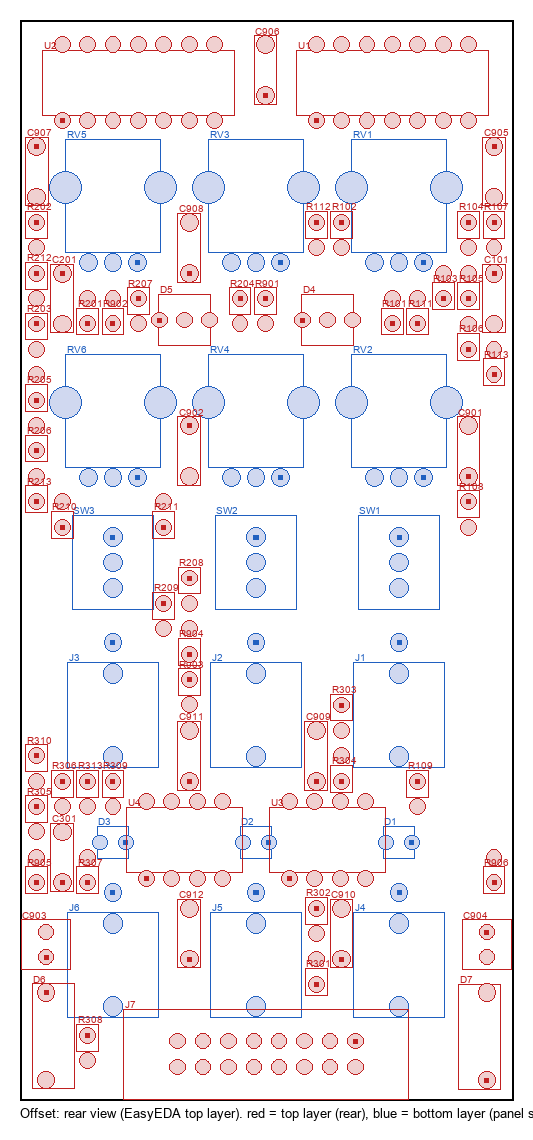 C906
U2
U1
C907
RV5
RV3
RV1
C905
R202
C908
R112
R102
R104
R107
R212
C201
R207
R204
R901
D5
D4
R103
R105
C101
R203
R201
R902
R101
R111
R106
RV6
RV4
RV2
R113
R205
C902
C901
R206
R213
R108
R210
SW3
R211
SW2
SW1
R208
R209
R904
J3
R903
J2
J1
R303
C911
C909
R310
R306
R313
R309
R304
R109
R305
U4
U3
C301
D3
D2
D1
R905
R307
R906
C912
R302
C910
C903
J6
J5
J4
C904
R301
D6
D7
J7
R308
Offset: rear view (EasyEDA top layer). red = top layer (rear), blue = bottom layer (panel s